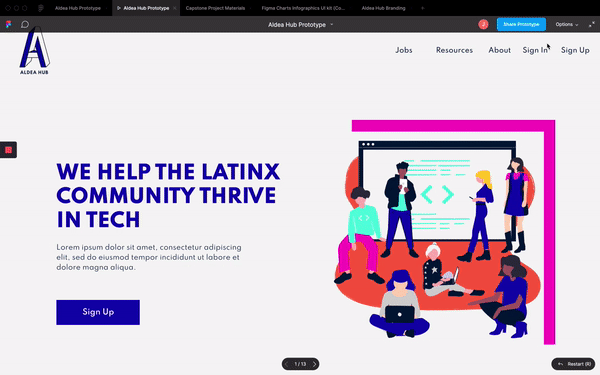 Aldea Hub Prototype
Aldea Hub Prototype
Capstone Project Materials
Figma Charts Infographics UI kit (Co...
Aldea Hub Branding
Aldea Hub Prototype
J
Share Prototype
Options
ALDEA HUB
Jobs
Resources
About
Sign In
Sign Up
WE HELP THE LATINX
COMMUNITY THRIVE
IN TECH
Lorem ipsum dolor sit amet, consectetur adipiscing
elit, sed do eiusmod tempor incididunt ut labore et
dolore magna aliqua.
Sign Up
1 / 13
Restart (R)